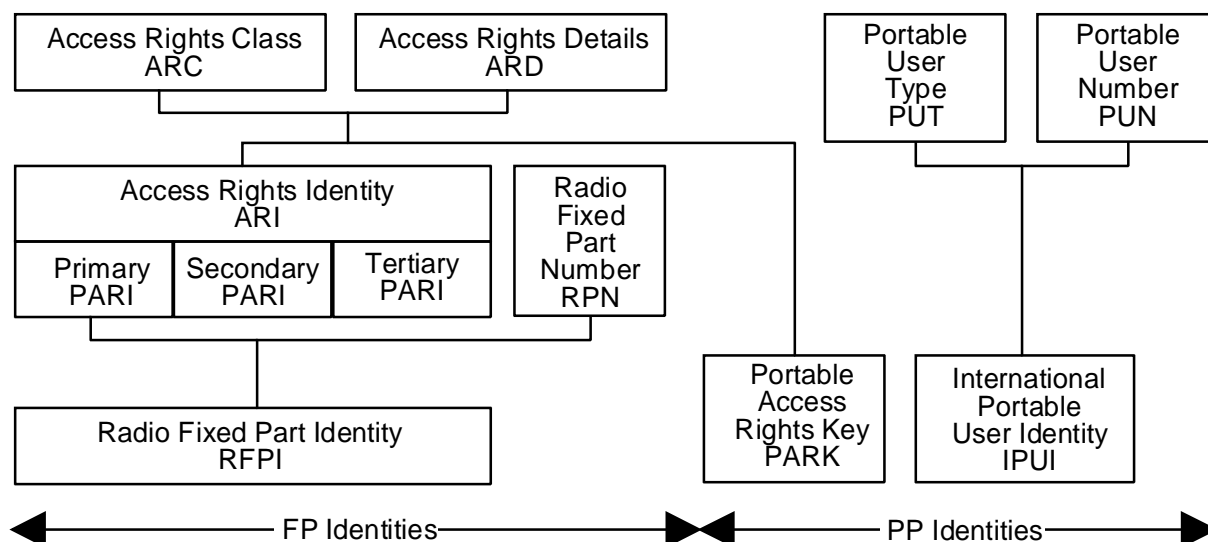 Access Rights Class
ARC
Access Rights Details
ARD
Portable
User
Type
PUT
Portable
User
Number
PUN
Access Rights Identity
ARI
Primary
PARI
Secondary
PARI
Tertiary
PARI
Radio
Fixed
Part
Number
RPN
Radio Fixed Part Identity
RFPI
Portable
Access
Rights Key
PARK
International
Portable
User Identity
IPUI
FP Identities
PP Identities